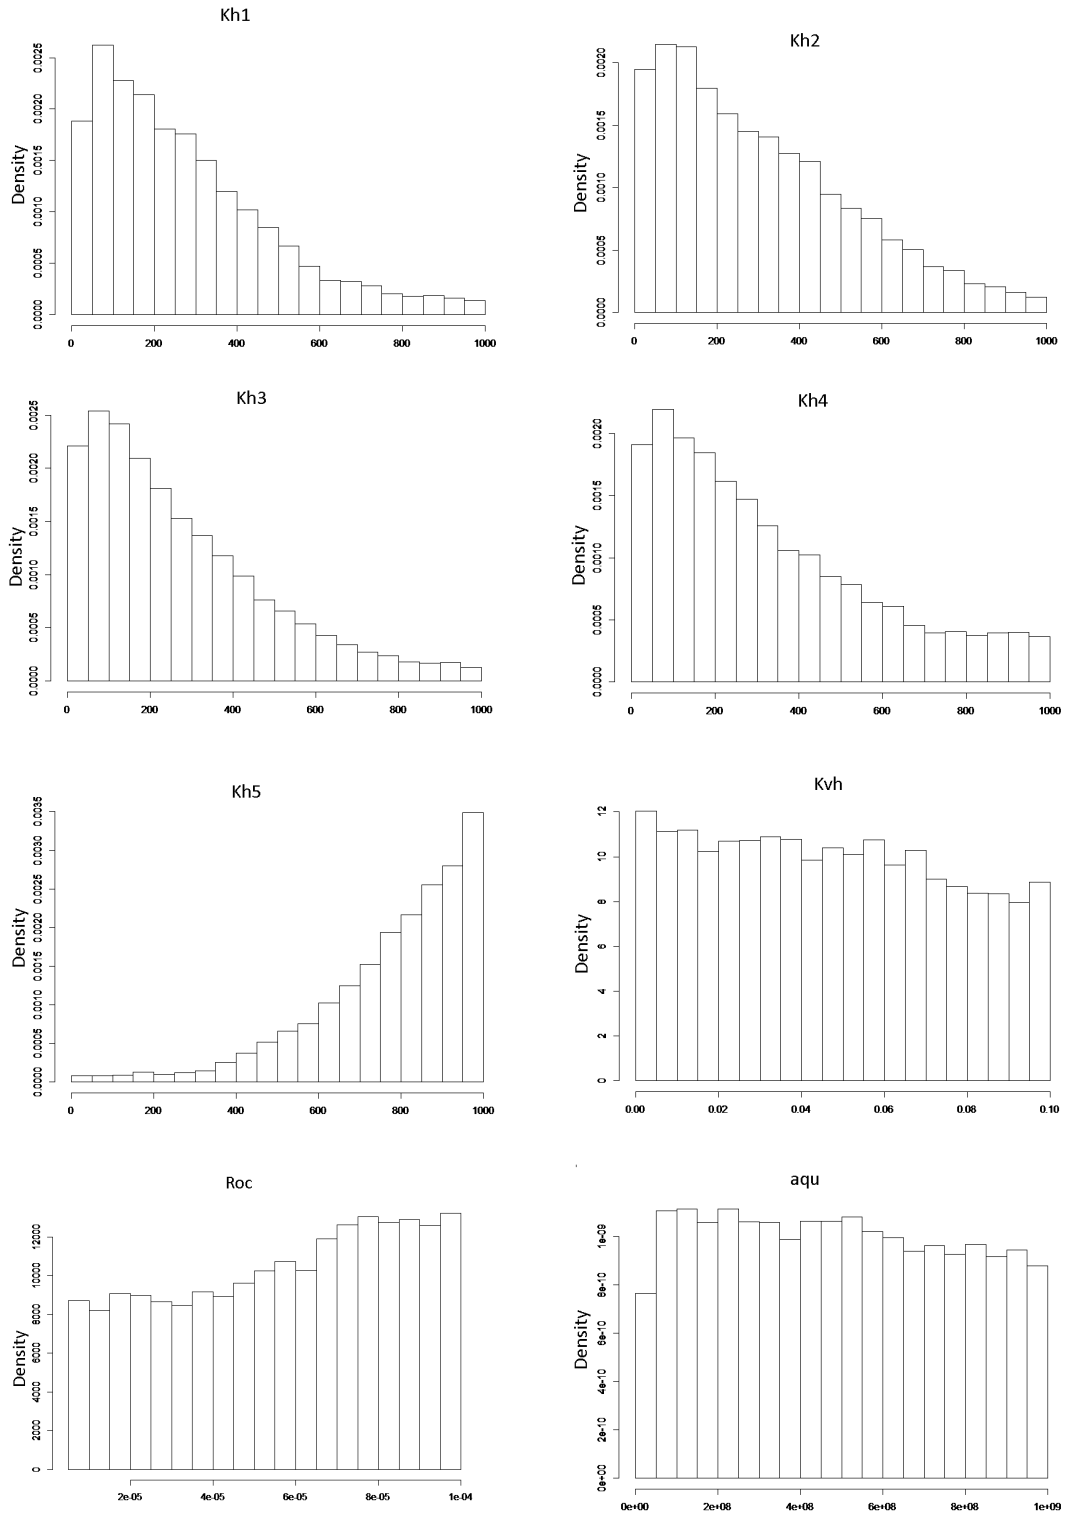 Kh1
Density
0.0000 0.0005 0.0010 0.0015 0.0020 0.0025
0 200 400 600 800 1000
Kh2
Density
0.0000 0.0005 0.0010 0.0015 0.0020
0 200 400 600 800 1000
Kh3
Density
0.0000 0.0005 0.0010 0.0015 0.0020 0.0025
0 200 400 600 800 1000
Kh4
Density
0.0000 0.0005 0.0010 0.0015 0.0020
0 200 400 600 800 1000
Kh5
Density
0.0000 0.0005 0.0010 0.0015 0.0020 0.0025 0.0030 0.0035
0 200 400 600 800 1000
Kvh
Density
0 2 4 6 8 10 12
0.00 0.02 0.04 0.06 0.08 0.10
Roc
Density
0 2000 4000 6000 8000 10000 12000
2e-05 4e-05 6e-05 8e-05 1e-04
aqu
Density
0e+00 2e-10 4e-10 6e-10 8e-10 1e-09
0e+00 2e+08 4e+08 6e+08 8e+08 1e+09